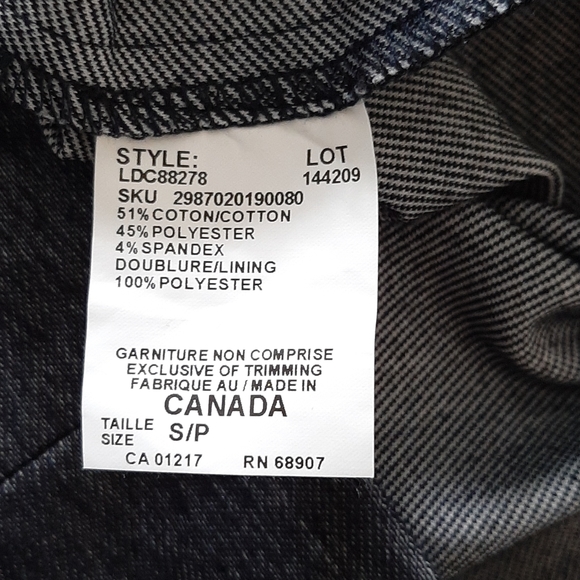 STYLE: LOT
LDC88278 144209
SKU 2987020190080
51% COTON/COTTON
45% POLYESTER
4% SPANDEX
DOUBLURE/LINING
100% POLYESTER
GARNITURE NON COMPRISE
EXCLUSIVE OF TRIMMING
FABRIQUE AU / MADE IN
CANADA
TAILLE
SIZE S/P
CA 01217 RN 68907